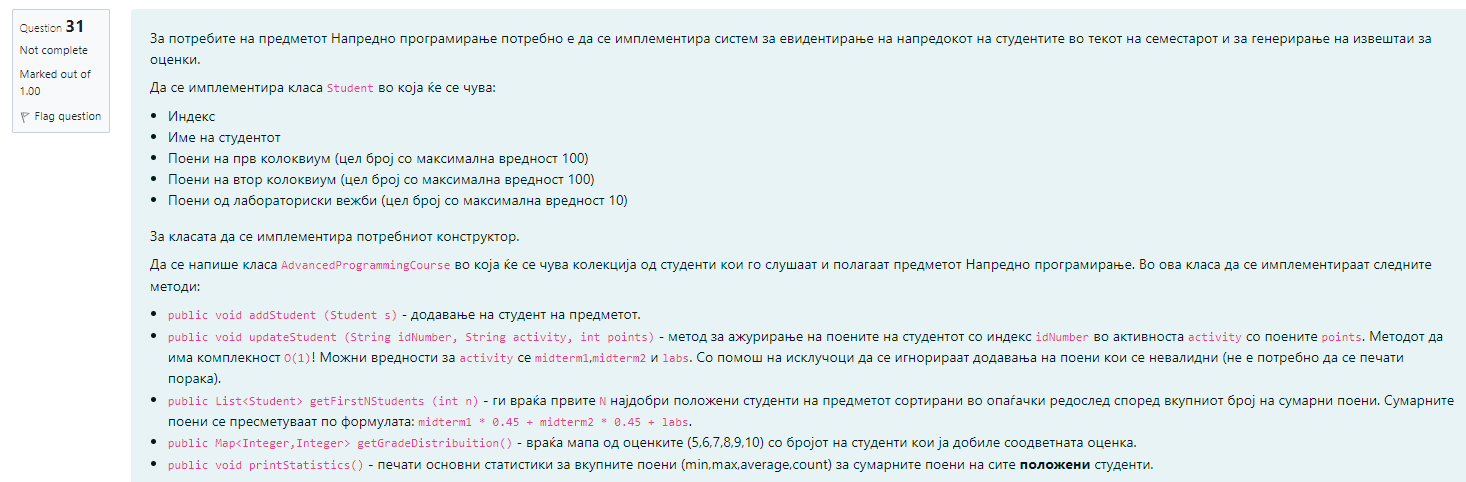 Question 31
Not complete
Marked out of
1.00
Flag question
За потребите на предметот Напредно програмирање потребно е да се имплементира систем за евидентирање на напредокот на студентите во текот на семестарот и за генерирање на извештаи за
оценки.
Да се имплементира класа Student во која ќе се чува:
• Индекс
• Име на студентот
• Поени на прв колоквиум (цел број со максимална вредност 100)
• Поени на втор колоквиум (цел број со максимална вредност 100)
• Поени од лабораториски вежби (цел број со максимална вредност 10)
За класата да се имплементира потребниот конструктор.
Да се напише класа AdvancedProgrammingCourse во која ќе се чува колекција од студенти кои го слушаат и полагаат предметот Напредно програмирање. Во ова класа да се имплементираат следните
методи:
• public void addStudent (Student s) - додавање на студент на предметот.
• public void updateStudent (String idNumber, String activity, int points) - метод за ажурирање на поените на студентот со индекс idNumber во активноста activity со поените points. Методот да
има комплекност O(1)! Можни вредности за activity се midterm1,midterm2 и labs. Со помош на исклучоци да се игнорираат додавања на поени кои се невалидни (не е потребно да се печати
порака).
• public List<Student> getFirstNStudents (int n) - ги враќа првите N најдобри положени студенти на предметот сортирани во опаѓачки редослед според вкупниот број на сумарни поени. Сумарните
поени се пресметуваат по формулата: midterm1 * 0.45 + midterm2 * 0.45 + labs.
• public Map<Integer,Integer> getGradeDistribuition() - враќа мапа од оценките (5,6,7,8,9,10) со бројот на студенти кои ја добиле соодветната оценка.
• public void printStatistics() - печати основни статистики за вкупните поени (min,max,average,count) за сумарните поени на сите положени студенти.